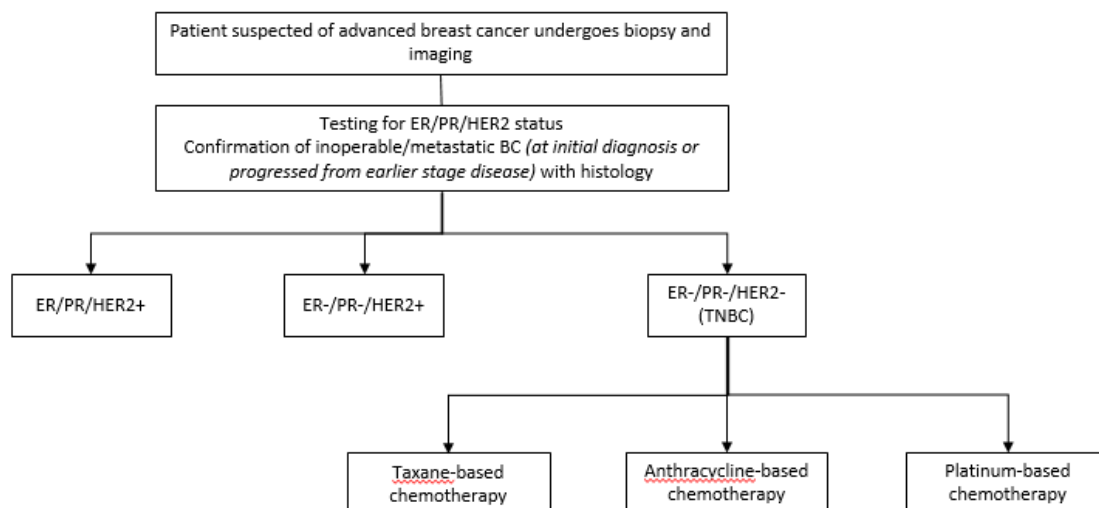 Patient suspected of advanced breast cancer undergoes biopsy and
imaging
Testing for ER/PR/HER2 status
Confirmation of inoperable/metastatic BC (at initial diagnosis or
progressed from earlier stage disease) with histology
ER/PR/HER2+
ER-/PR-/HER2+
ER-/PR-/HER2-
(TNBC)
Taxane-based
chemotherapy
Anthracycline-based
chemotherapy
Platinum-based
chemotherapy